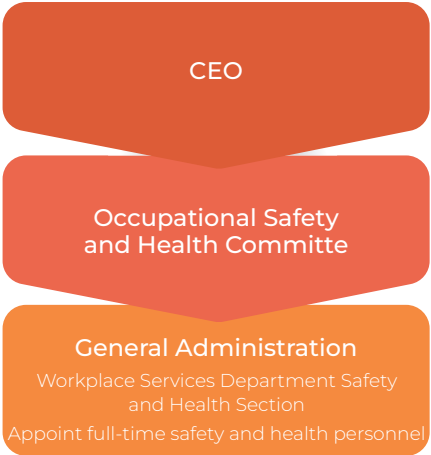 CEO
Occupational Safety
and Health Committe
General Administration
Workplace Services Department Safety
and Health Section
Appoint full-time safety and health personnel